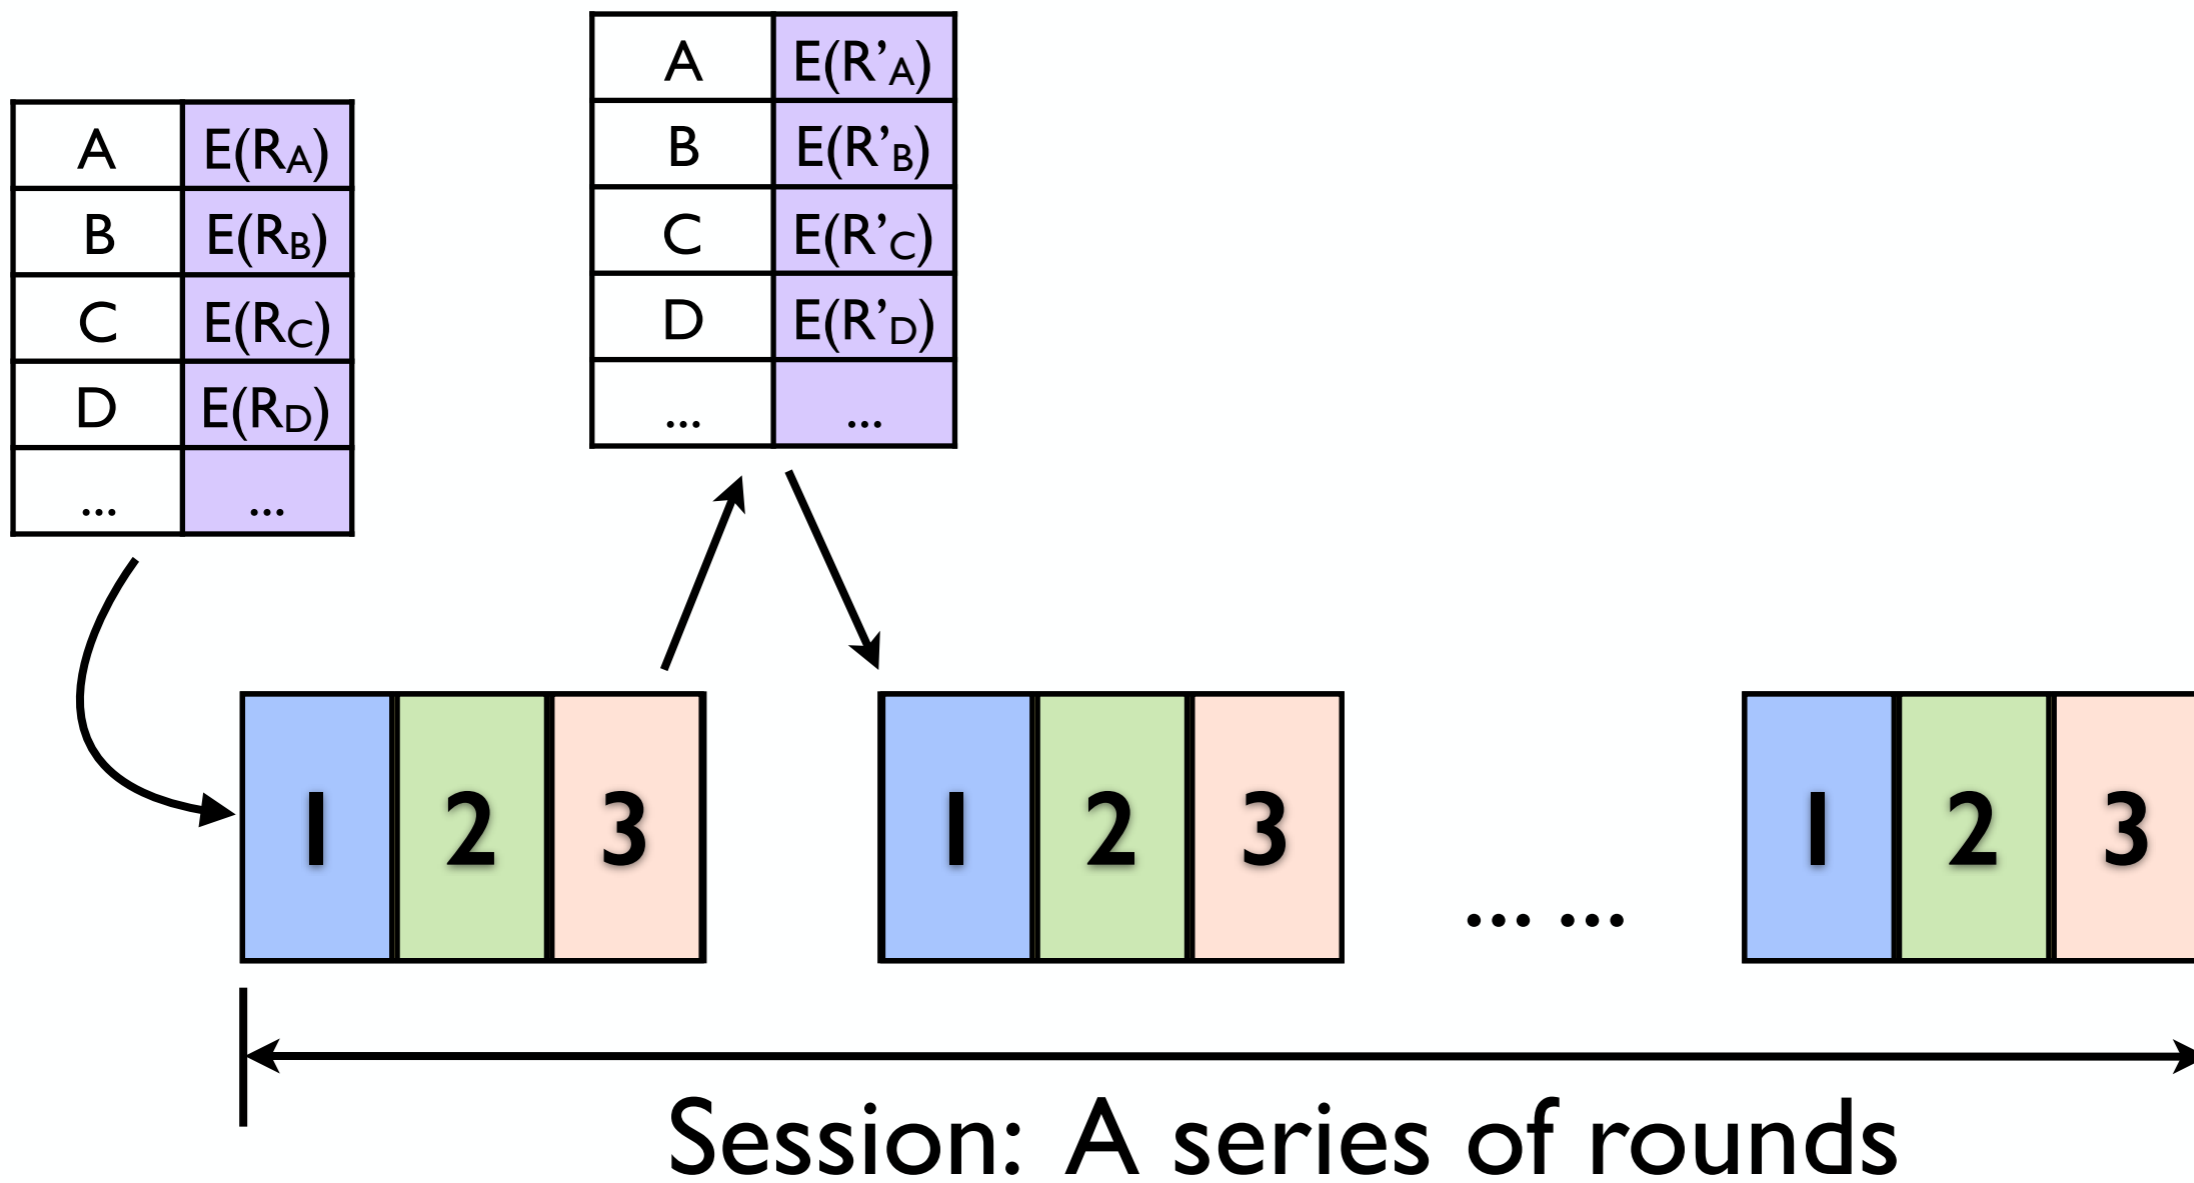 A E(RA)
B E(RB)
C E(RC)
D E(RD)
... ...
A E(R’A)
B E(R’B)
C E(R’C)
D E(R’D)
... ...
1 2 3
1 2 3
... ...
1 2 3
Session: A series of rounds